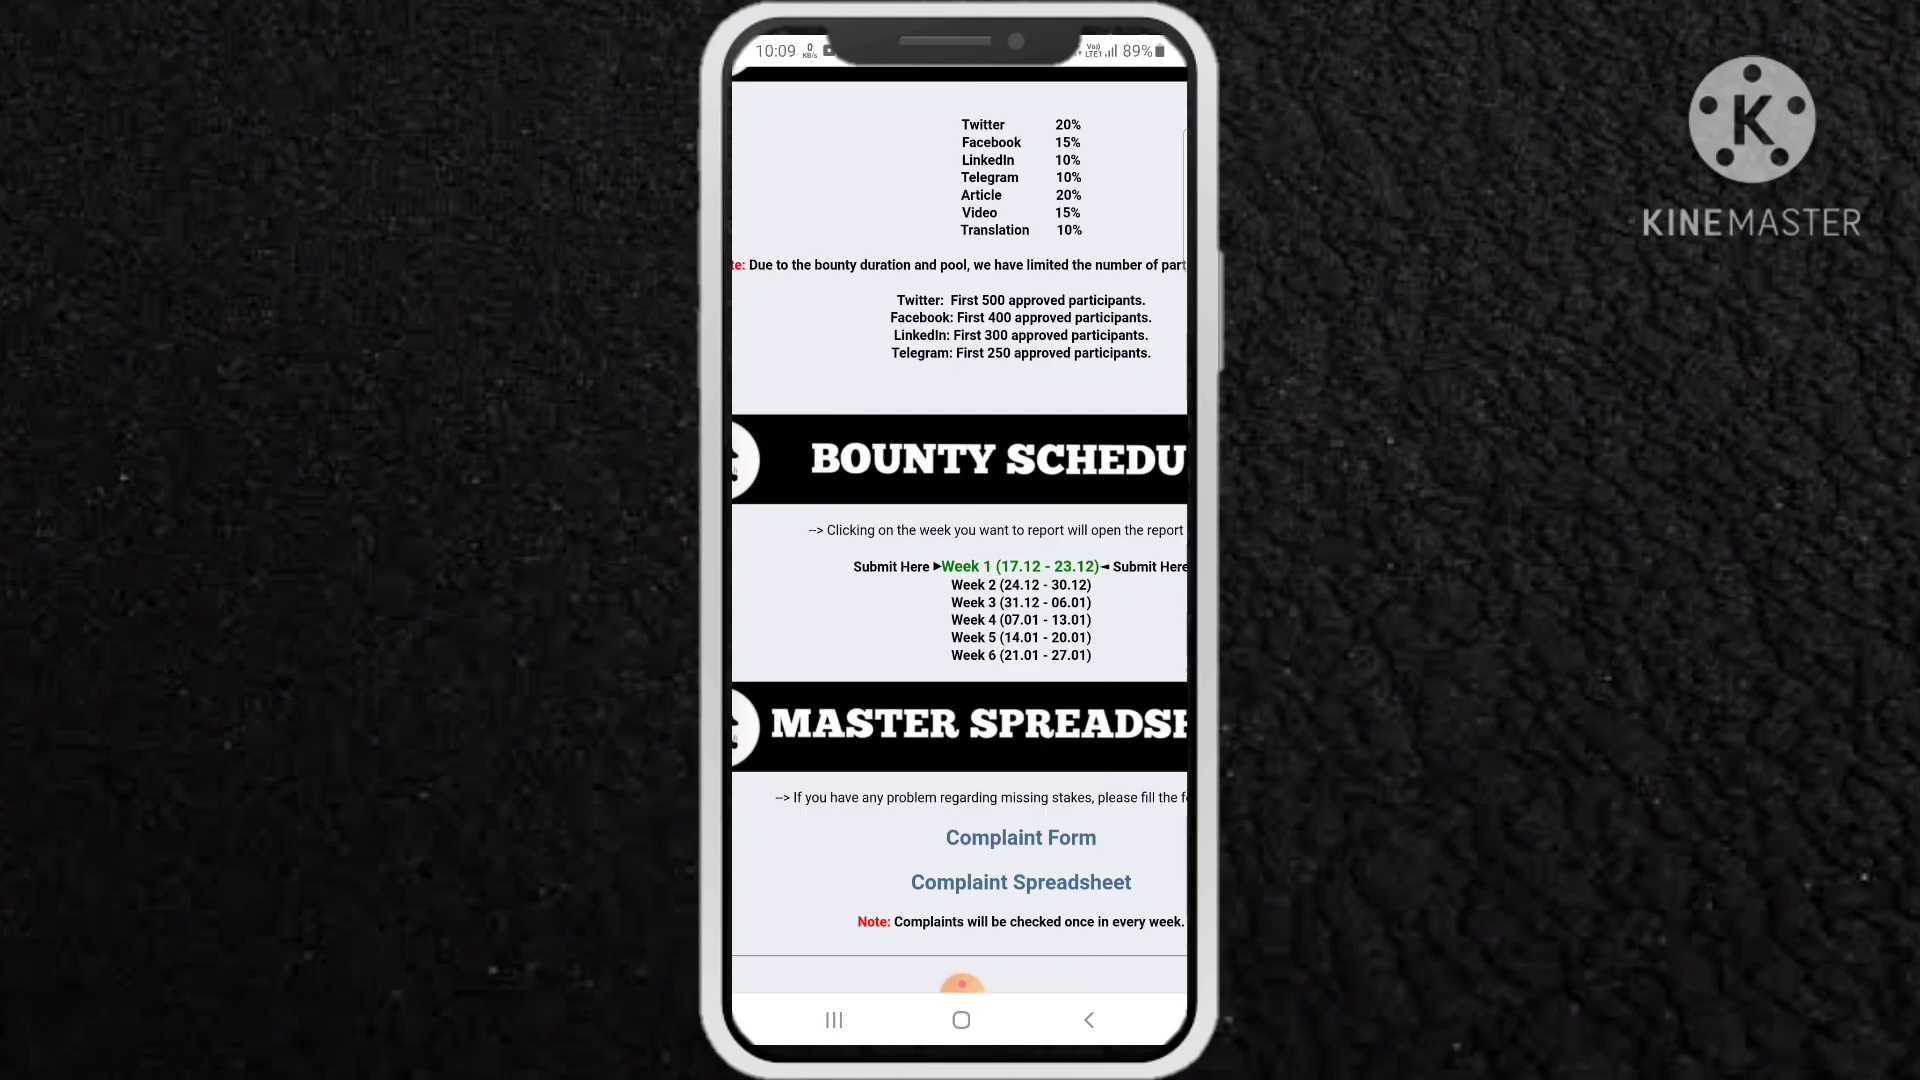 10:09 0 KB/s Vo) LTE1 89%
KINEMASTER
Twitter 20%
Facebook 15%
LinkedIn 10%
Telegram 10%
Article 20%
Video 15%
Translation 10%
te: Due to the bounty duration and pool, we have limited the number of part
Twitter: First 500 approved participants.
Facebook: First 400 approved participants.
LinkedIn: First 300 approved participants.
Telegram: First 250 approved participants.
BOUNTY SCHEDU
--> Clicking on the week you want to report will open the report
Submit Here ►Week 1 (17.12 - 23.12)◄ Submit Here
Week 2 (24.12 - 30.12)
Week 3 (31.12 - 06.01)
Week 4 (07.01 - 13.01)
Week 5 (14.01 - 20.01)
Week 6 (21.01 - 27.01)
MASTER SPREADSH
--> If you have any problem regarding missing stakes, please fill the f
Complaint Form
Complaint Spreadsheet
Note: Complaints will be checked once in every week.